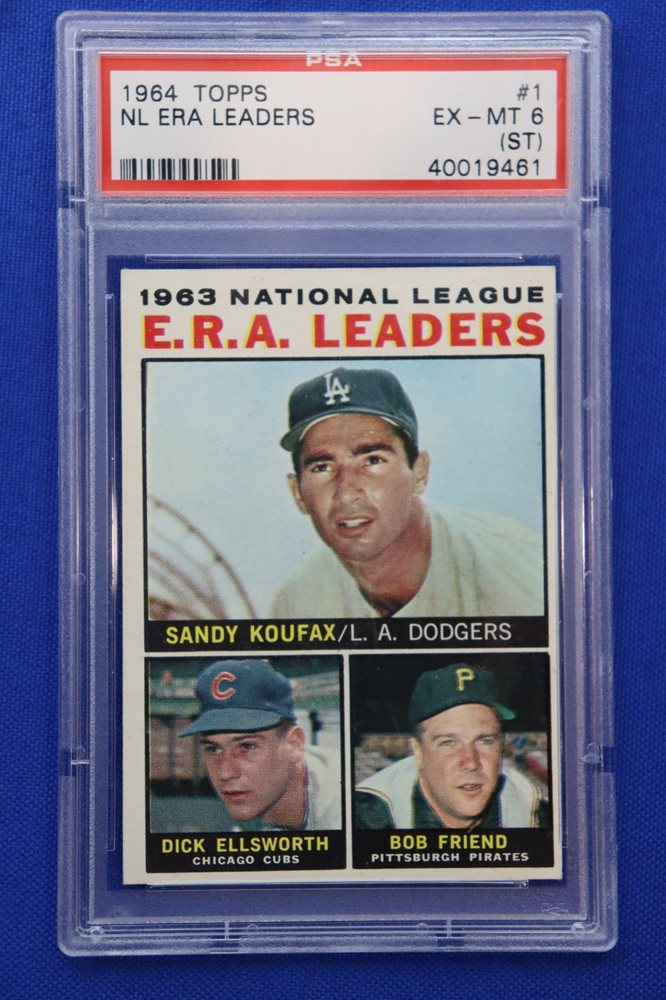 PSA
1964 TOPPS #1
NL ERA LEADERS EX - MT 6
(ST)
40019461
1963 NATIONAL LEAGUE
E.R.A. LEADERS
LA
SANDY KOUFAX/L. A. DODGERS
C
P
DICK ELLSWORTH
CHICAGO CUBS
BOB FRIEND
PITTSBURGH PIRATES